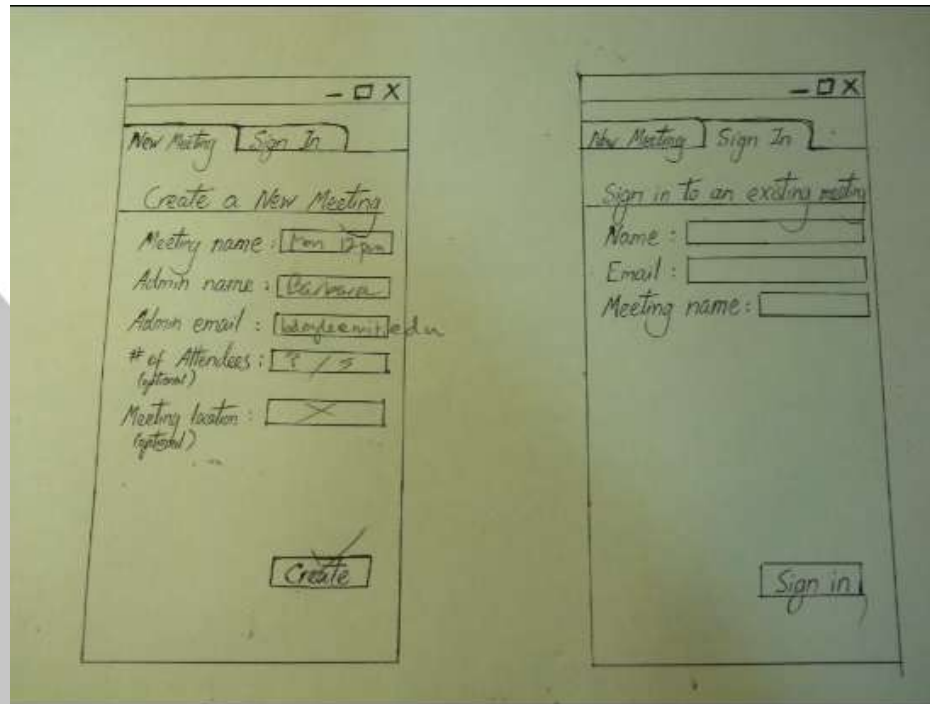 New Meeting Sign In
Create a New Meeting
Meeting name : Mon 12pm
Admin name : Barbara
Admin email :
# of Attendees : ? / 5
(optional)
Meeting location : X
(optional)
Create
New Meeting Sign In
Sign in to an existing meeting
Name :
Email :
Meeting name :
Sign in